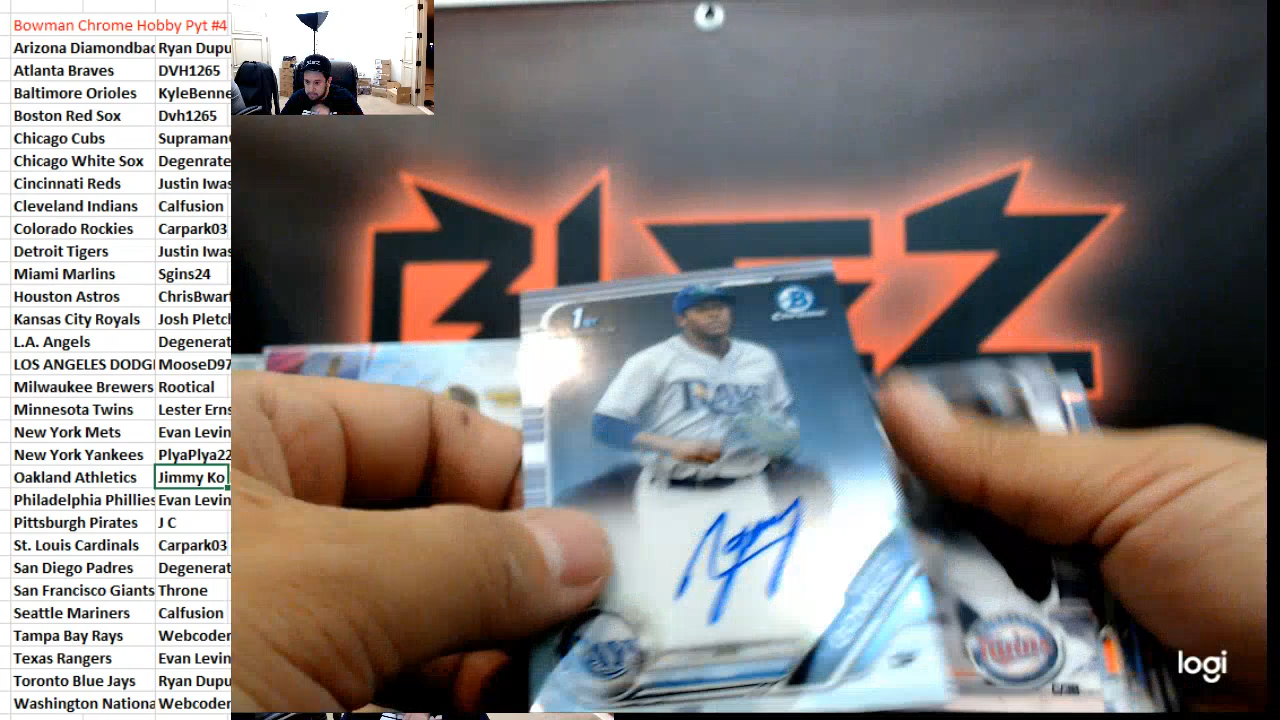 Bowman Chrome Hobby Pyt #4
Arizona Diamondbac Ryan Dupu
Atlanta Braves DVH1265
Baltimore Orioles KyleBenne
Boston Red Sox Dvh1265
Chicago Cubs Supraman
Chicago White Sox Degenrate
Cincinnati Reds Justin Iwas
Cleveland Indians Calfusion
Colorado Rockies Carpark03
Detroit Tigers Justin Iwas
Miami Marlins Sgins24
Houston Astros ChrisBwar
Kansas City Royals Josh Pletch
L.A. Angels Degenerat
LOS ANGELES DODG MooseD97
Milwaukee Brewers Rootical
Minnesota Twins Lester Erns
New York Mets Evan Levin
New York Yankees PlyaPlya22
Oakland Athletics Jimmy Ko
Philadelphia Phillies Evan Levin
Pittsburgh Pirates J C
St. Louis Cardinals Carpark03
San Diego Padres Degenerat
San Francisco Giants Throne
Seattle Mariners Calfusion
Tampa Bay Rays Webcoder
Texas Rangers Evan Levin
Toronto Blue Jays Ryan Dupu
Washington Nationa Webcoder
1st
B
Chrome
RAYS
RAYS
Twins
logi